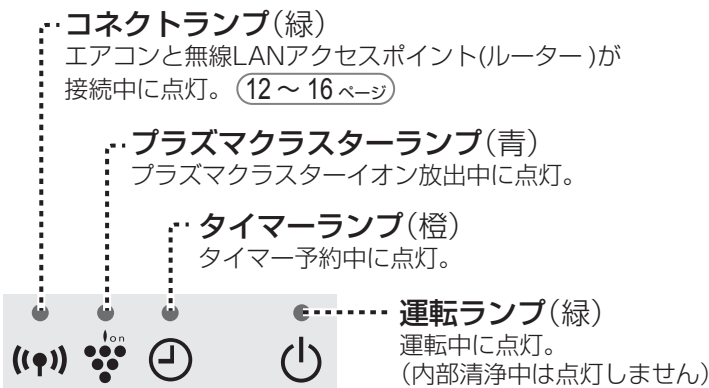 コネクトランプ(緑)
エアコンと無線LANアクセスポイント(ルーター )が
接続中に点灯。 12 ～ 16 ページ
プラズマクラスターランプ(青)
プラズマクラスターイオン放出中に点灯。
タイマーランプ(橙)
タイマー予約中に点灯。
運転ランプ(緑)
運転中に点灯。
(内部清浄中は点灯しません)
ion